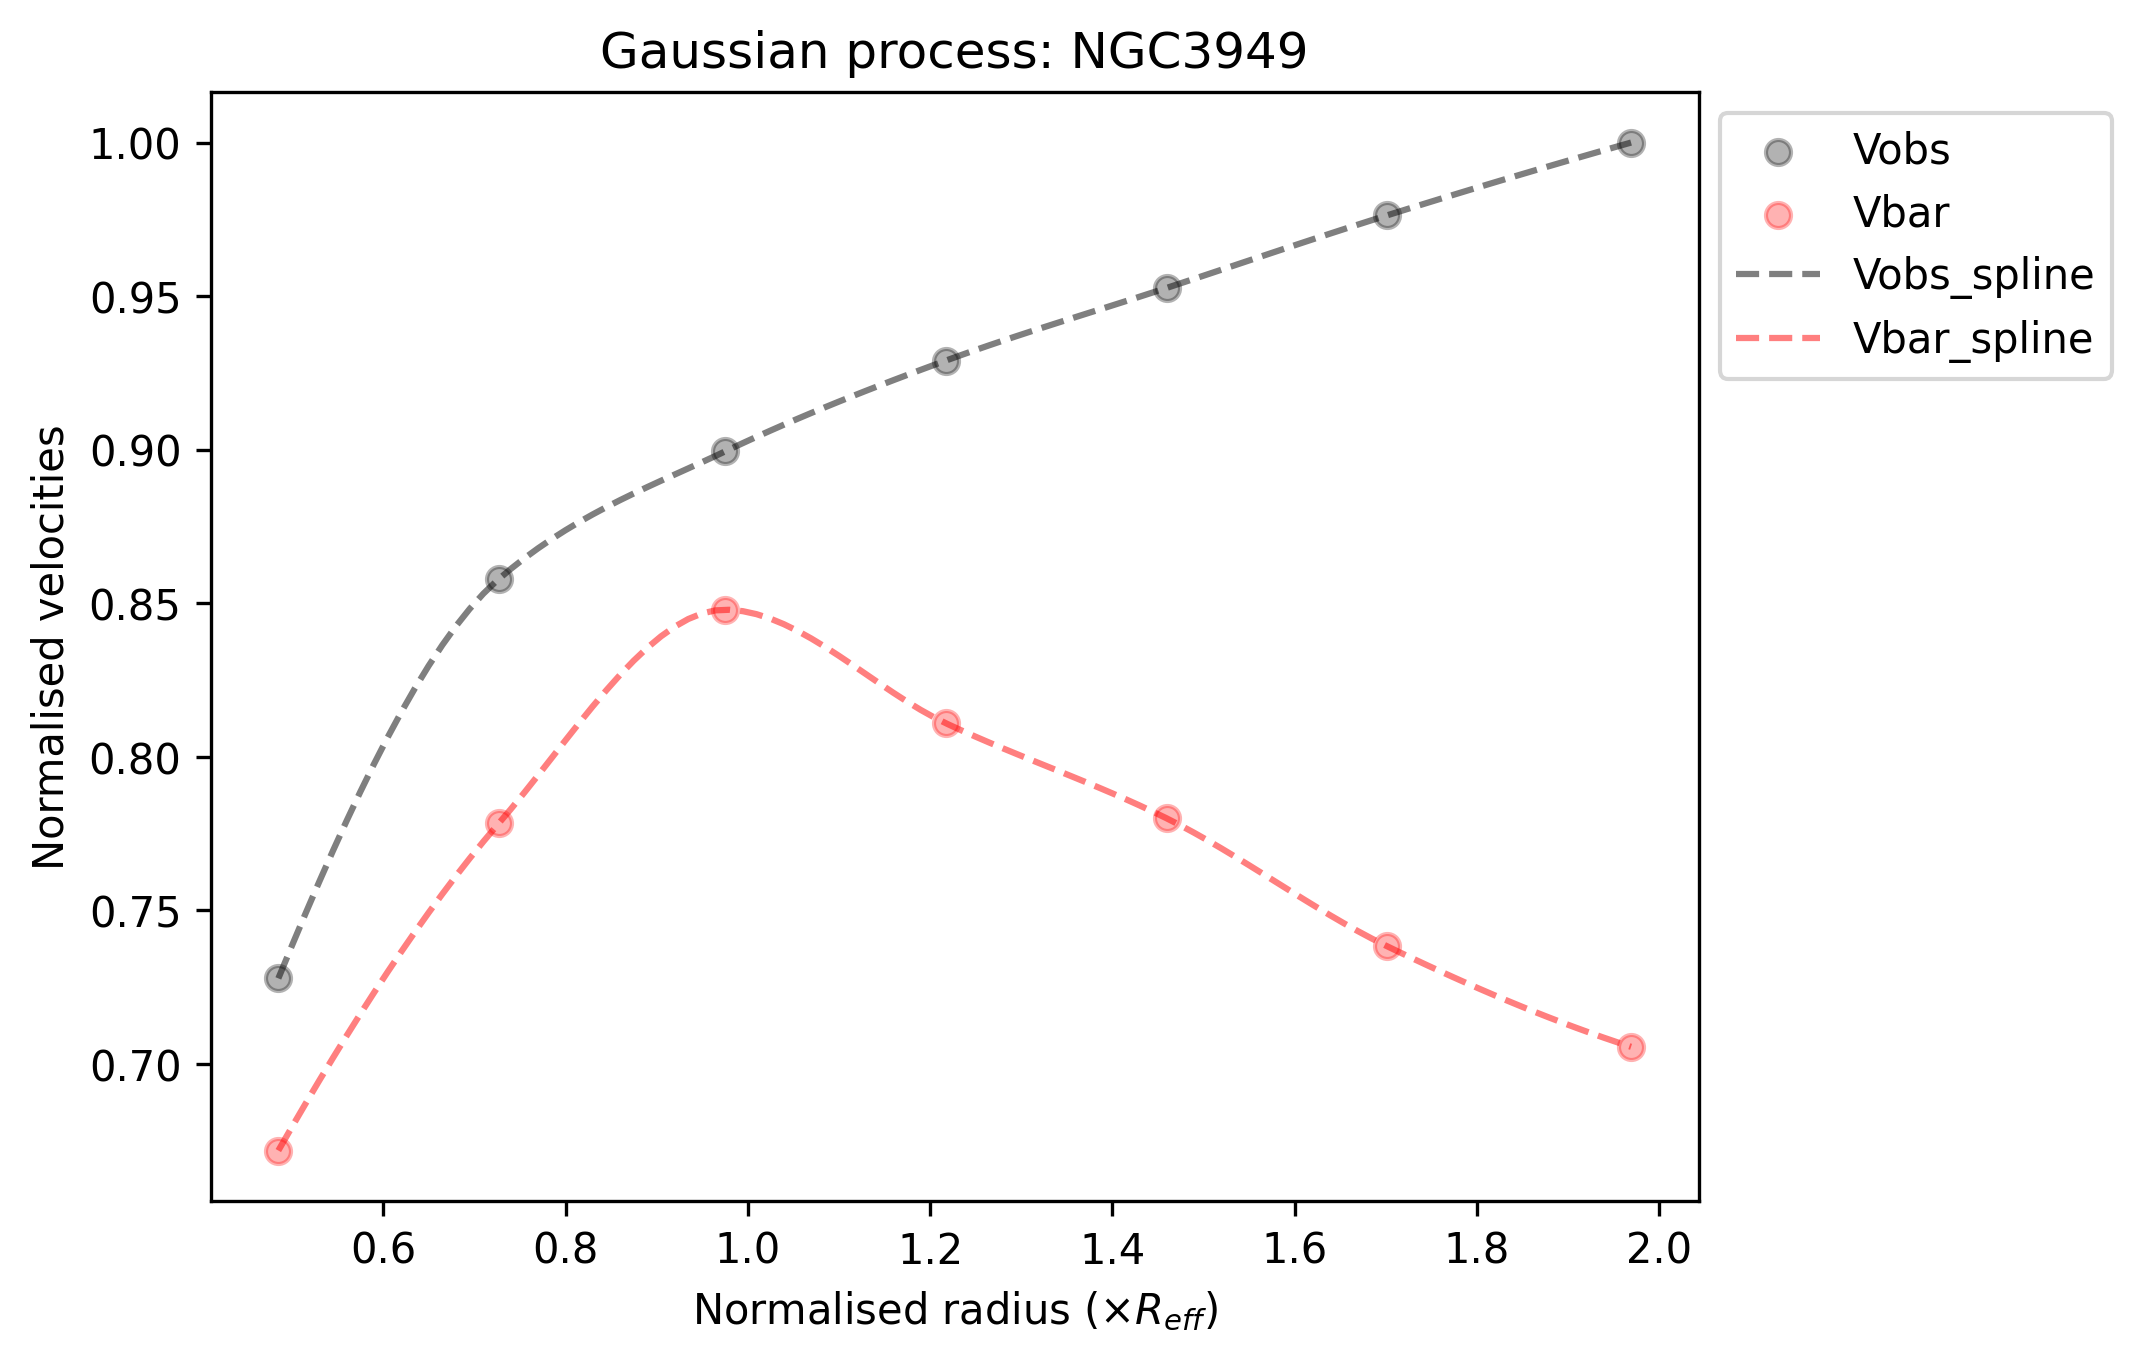 Gaussian process: NGC3949
Normalised velocities
1.00
0.95
0.90
0.85
0.80
0.75
0.70
0.6 0.8 1.0 1.2 1.4 1.6 1.8 2.0
Normalised radius (×R_eff)
Vobs
Vbar
Vobs_spline
Vbar_spline